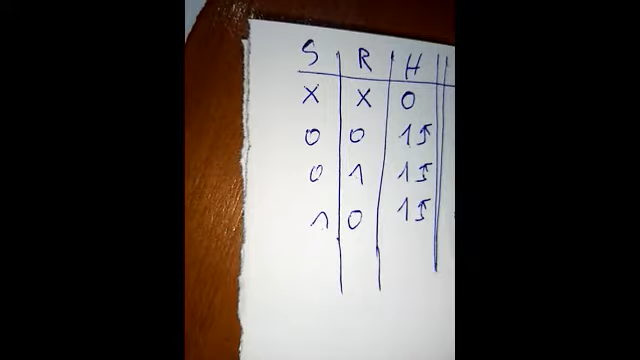 S R H
X X 0
0 0 1↑
0 1 1↑
1 0 1↑